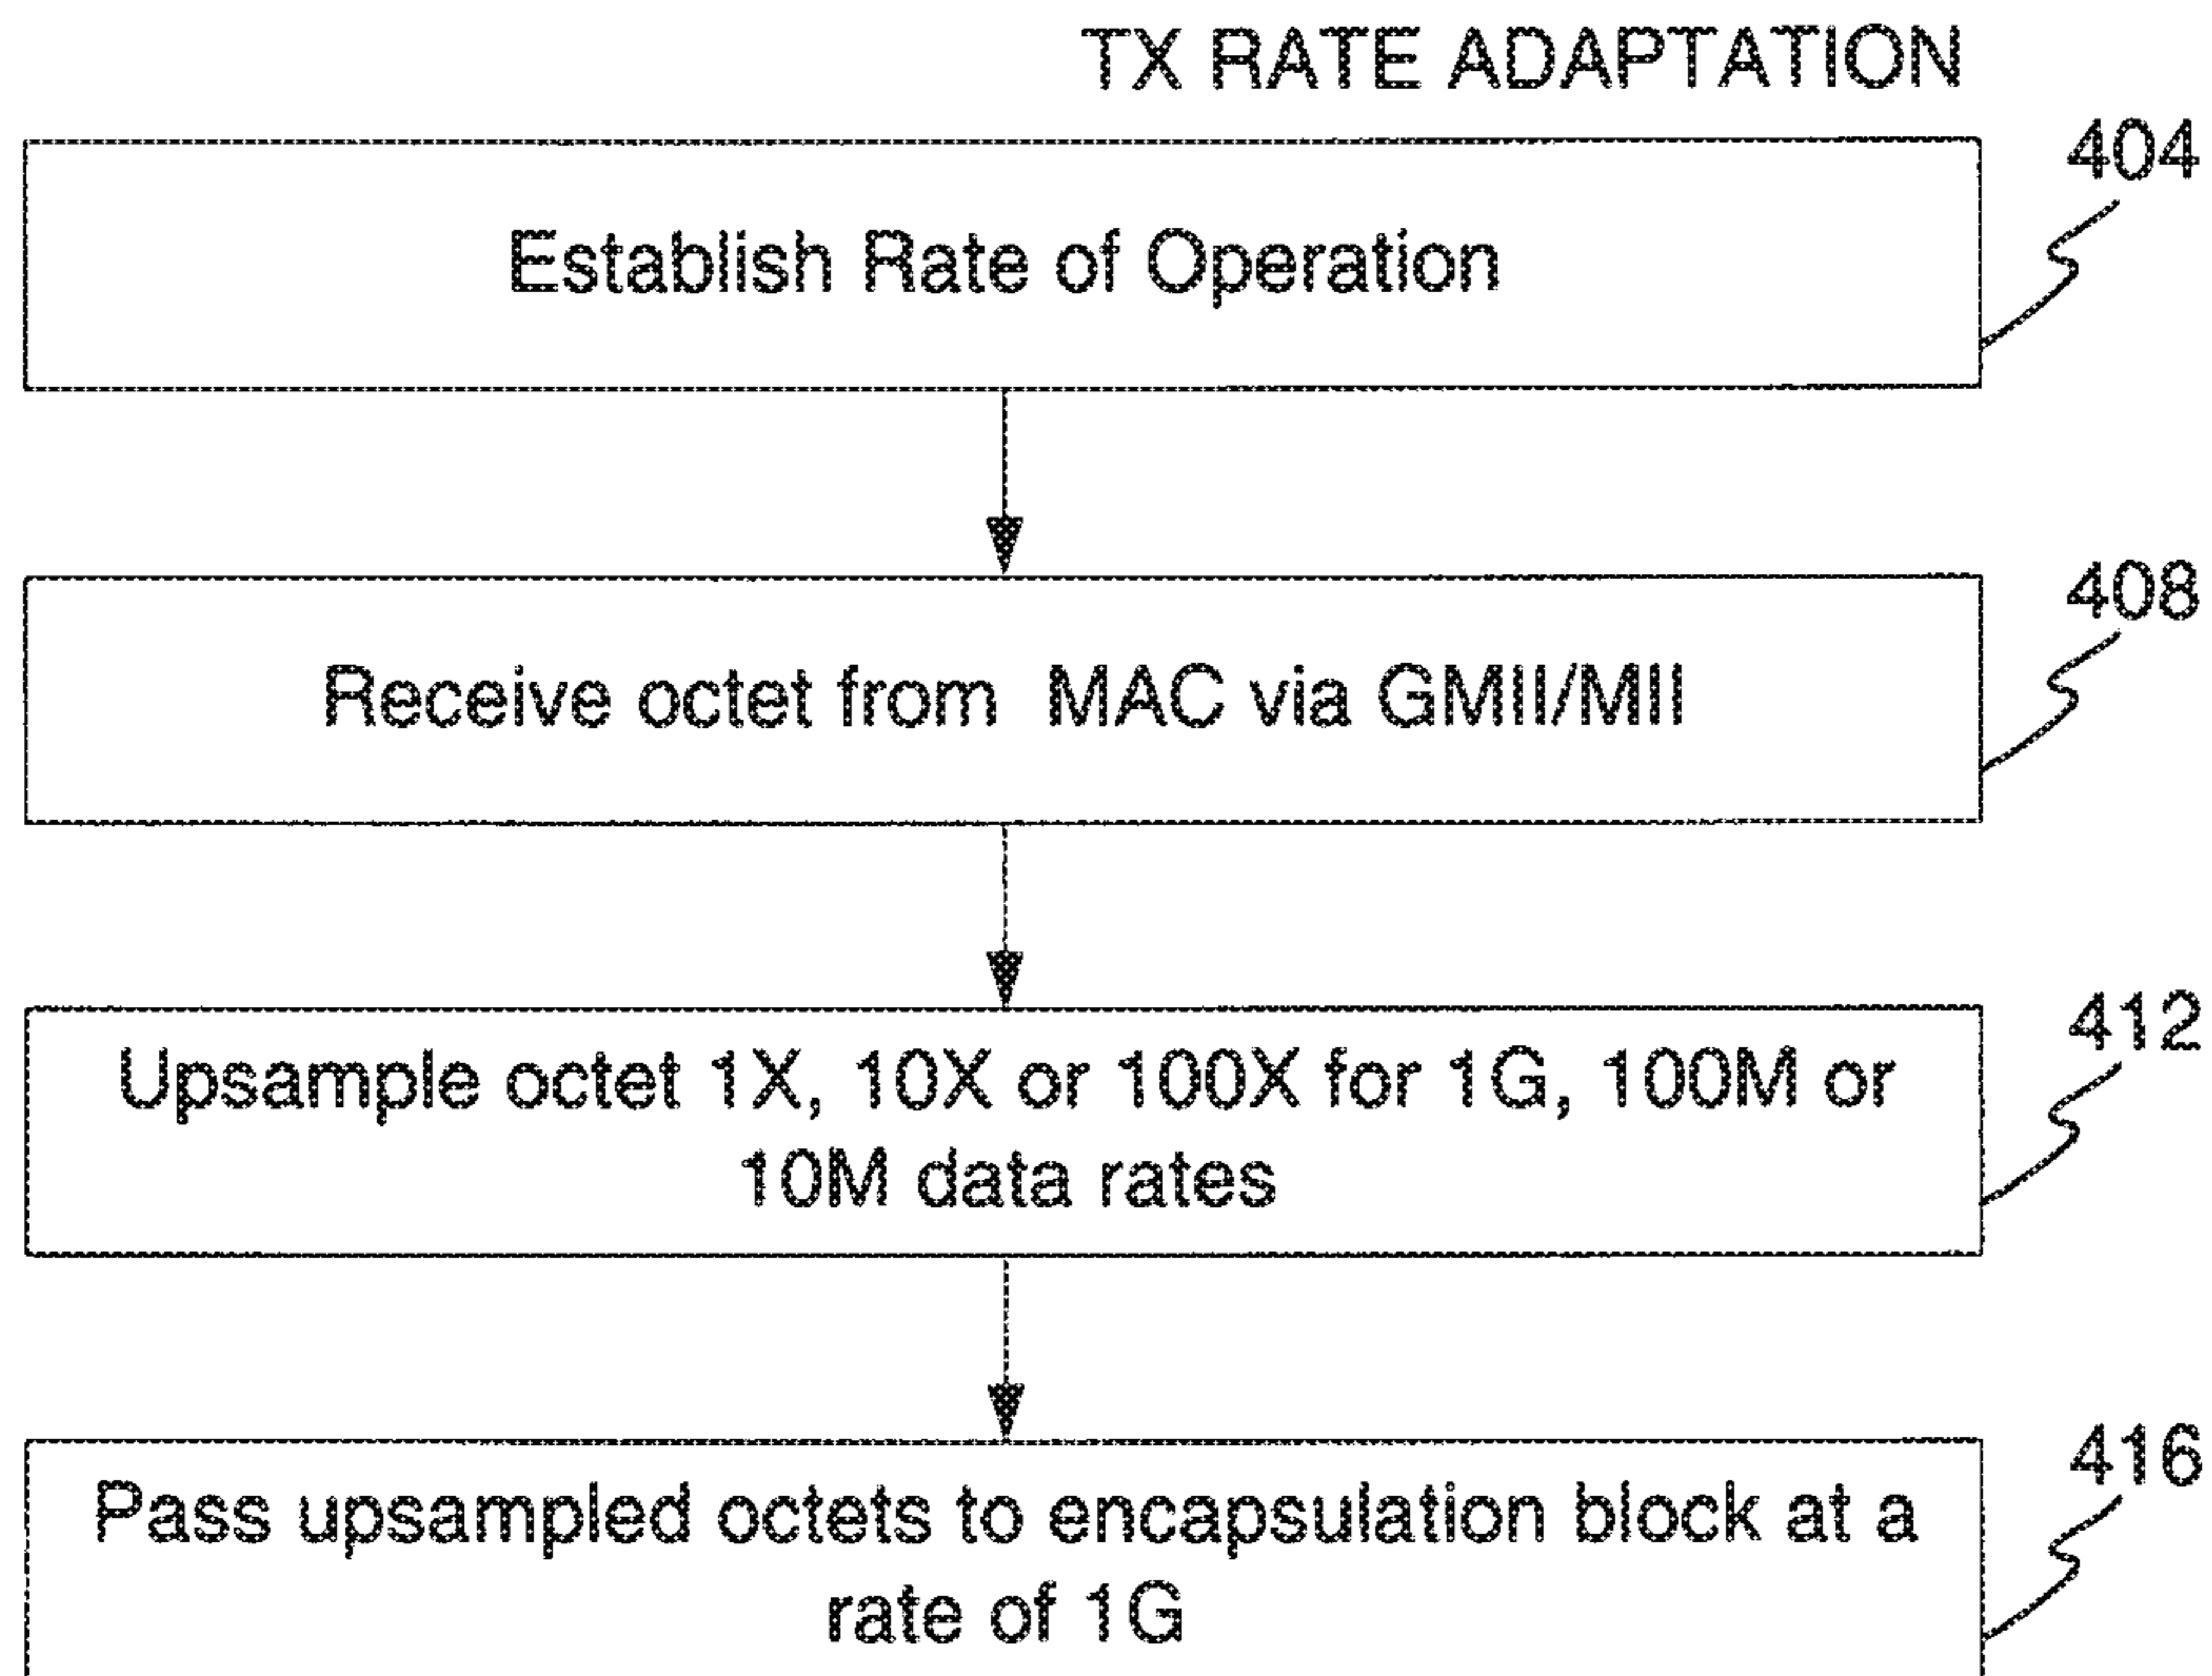 TX RATE ADAPTATION
404
Establish Rate of Operation
408
Receive octet from MAC via GMII/MII
412
Upsample octet 1X, 10X or 100X for 1G, 100M or
10M data rates
416
Pass upsampled octets to encapsulation block at a
rate of 1G